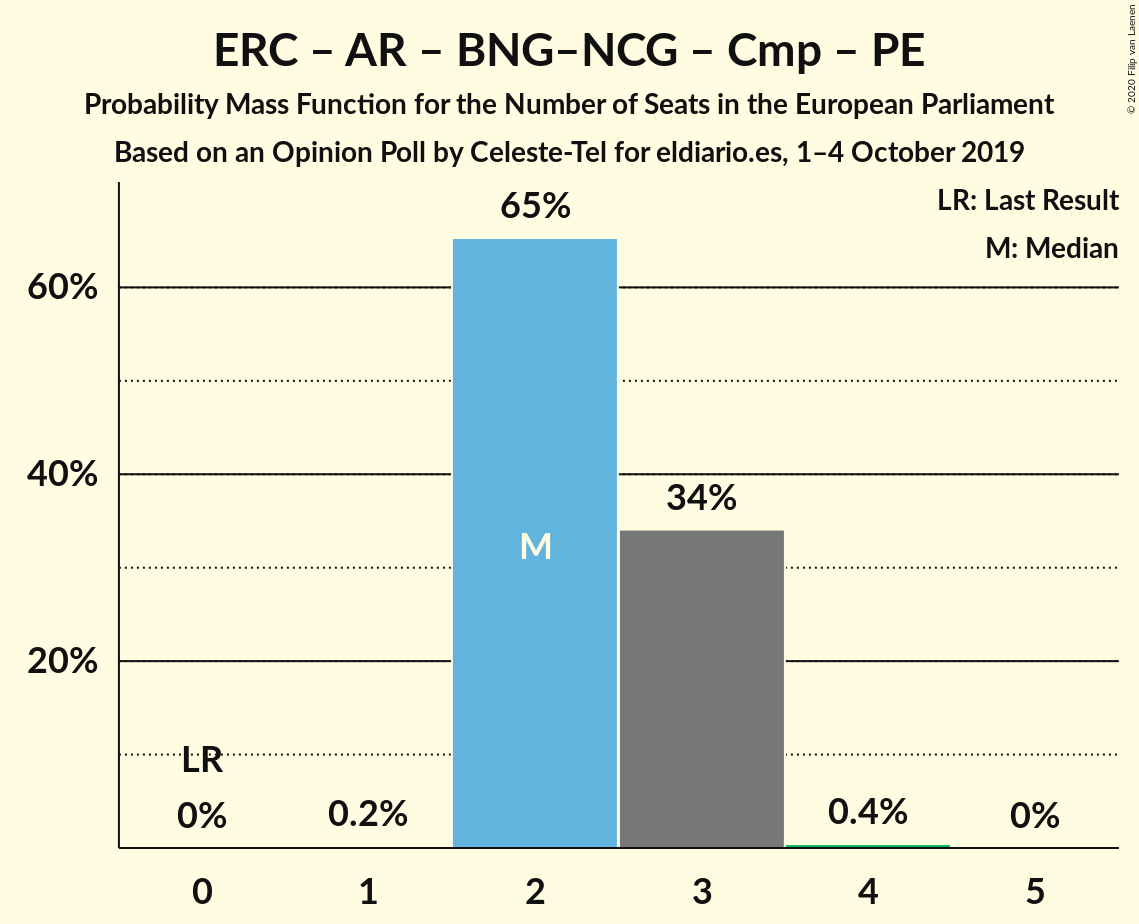 ERC – AR – BNG–NCG – Cmp – PE
Probability Mass Function for the Number of Seats in the European Parliament
Based on an Opinion Poll by Celeste-Tel for eldiario.es, 1–4 October 2019
© 2020 Filip van Laenen
LR: Last Result
M: Median
65%
60%
40%
34%
M
20%
LR
0%
0.2%
0.4%
0%
0
1
2
3
4
5